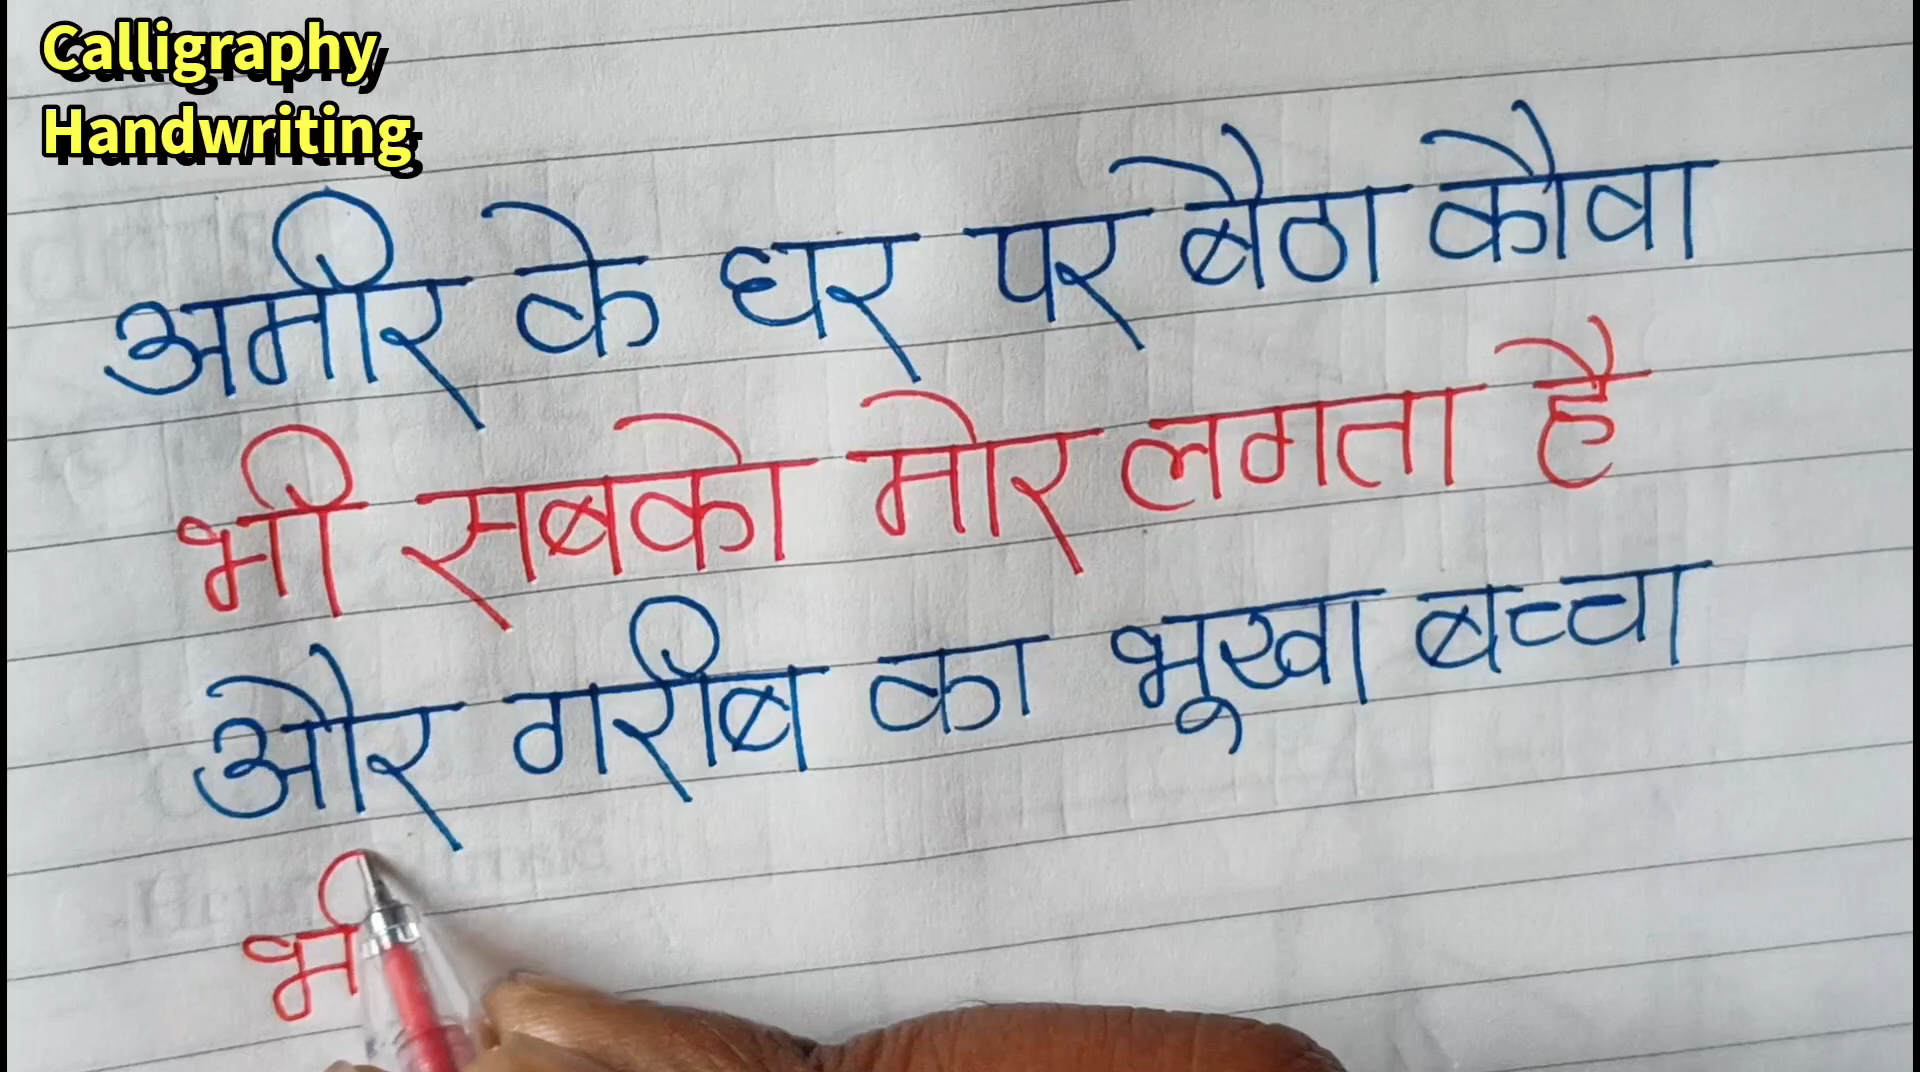 Calligraphy
Handwriting
अमीर के घर पर बैठा कौवा
भी सबको मोर लगता है
और गरीब का भूखा बच्चा
भी